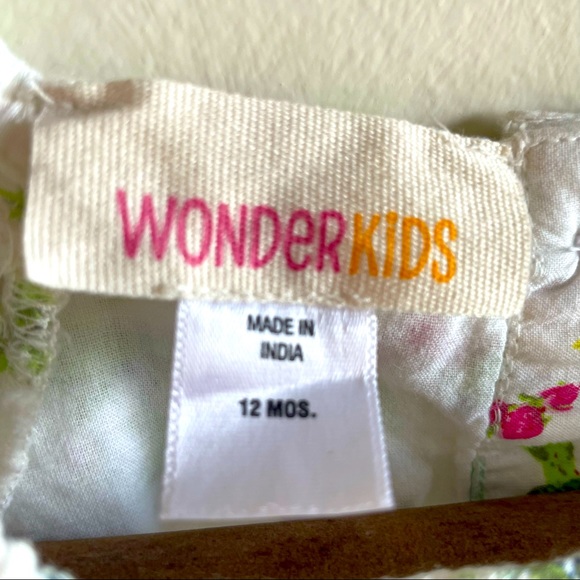 WONDERKIDS
MADE IN
INDIA
12 MOS.